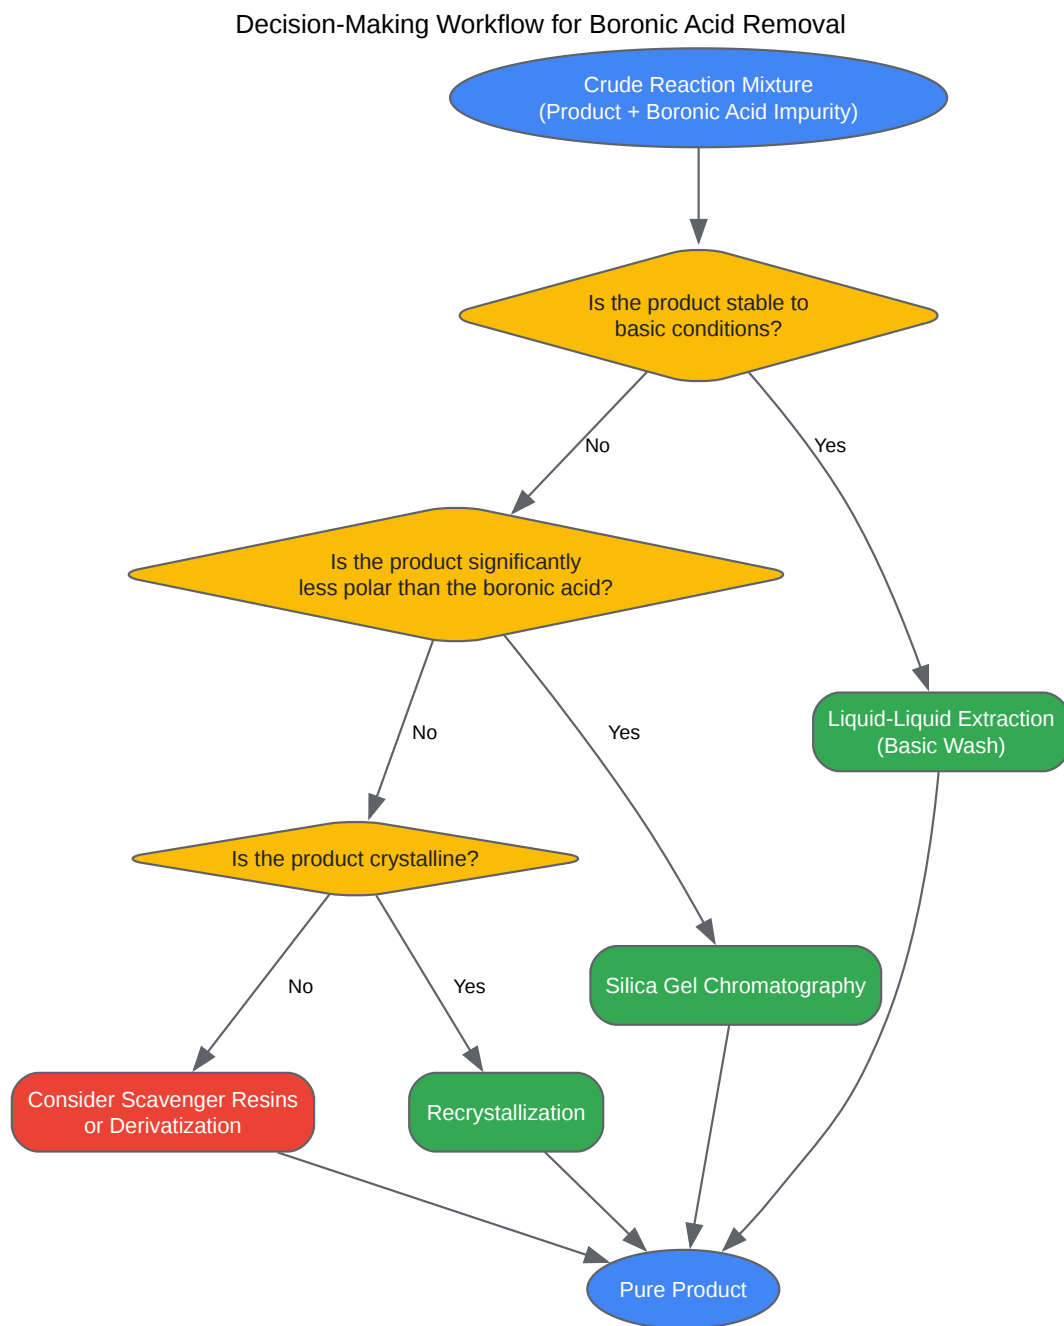 Decision-Making Workflow for Boronic Acid Removal
Crude Reaction Mixture
(Product + Boronic Acid Impurity)
Is the product stable to
basic conditions?
No
Yes
Is the product significantly
less polar than the boronic acid?
Liquid-Liquid Extraction
(Basic Wash)
No
Yes
Is the product crystalline?
No
Yes
Silica Gel Chromatography
Consider Scavenger Resins
or Derivatization
Recrystallization
Pure Product